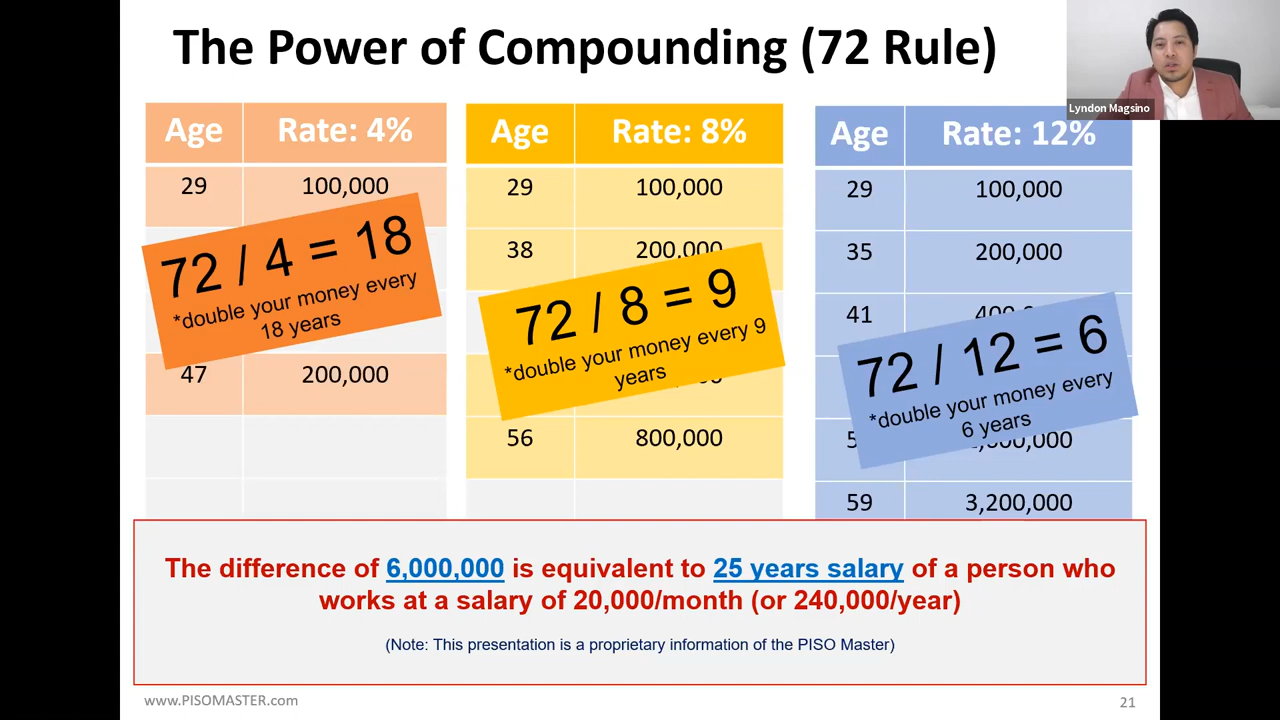 The Power of Compounding (72 Rule)
Lyndon Magsino
Age Rate: 4%
29 100,000
72 / 4 = 18
*double your money every
18 years
47 200,000
Age Rate: 8%
29 100,000
38 200,000
72 / 8 = 9
*double your money every 9
years
56 800,000
Age Rate: 12%
29 100,000
35 200,000
41
72 / 12 = 6
*double your money every
6 years
59 3,200,000
The difference of 6,000,000 is equivalent to 25 years salary of a person who
works at a salary of 20,000/month (or 240,000/year)
(Note: This presentation is a proprietary information of the PISO Master)
www.PISOMASTER.com
21